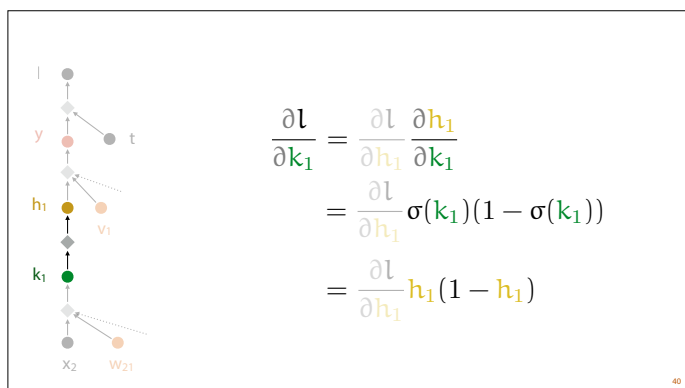 l
y
t
h₁
v₁
k₁
x₂
w₂₁
∂l/∂k₁ = ∂l/∂h₁ ∂h₁/∂k₁
= ∂l/∂h₁ σ(k₁)(1 − σ(k₁))
= ∂l/∂h₁ h₁(1 − h₁)
40